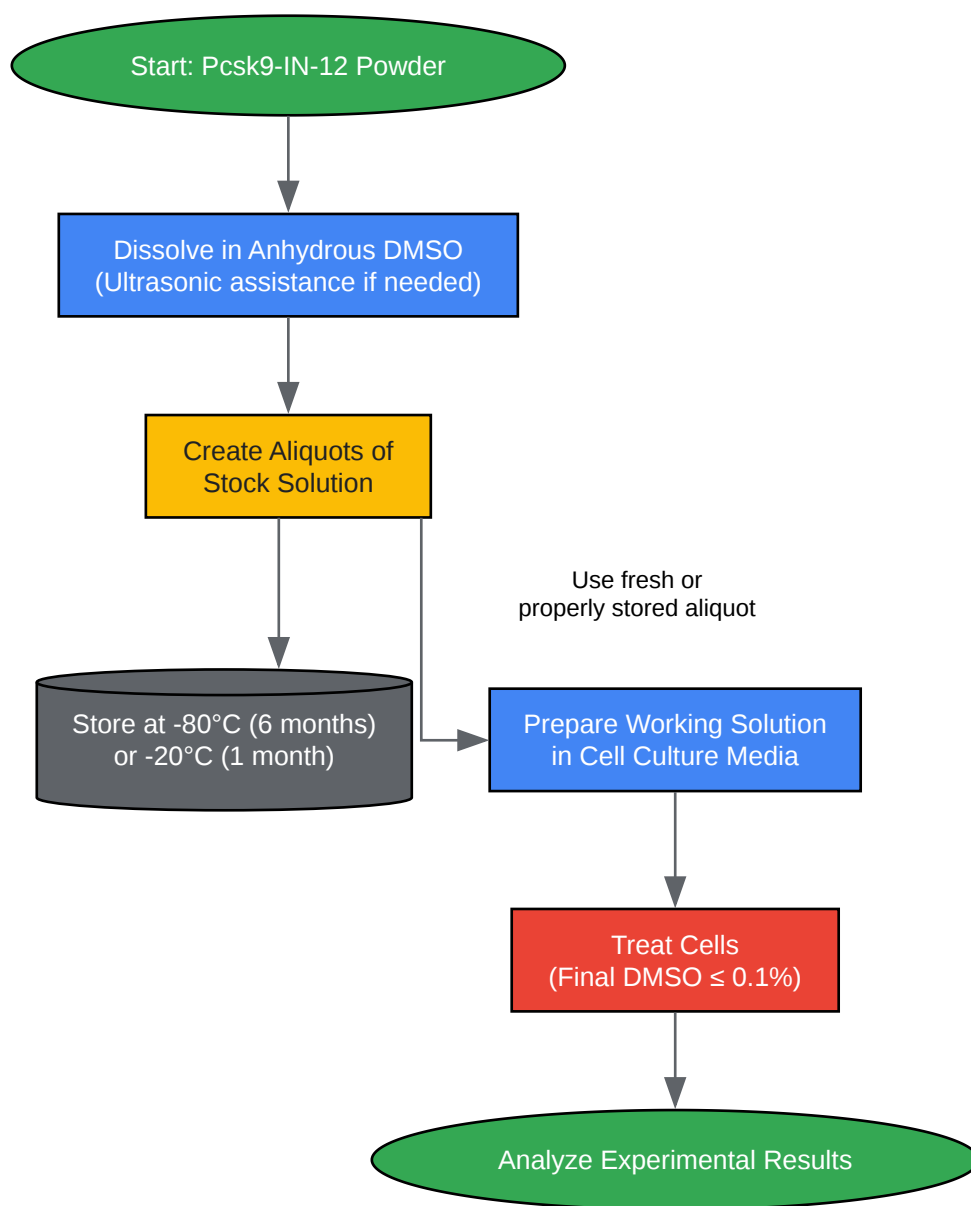 Start: Pcsk9-IN-12 Powder
Dissolve in Anhydrous DMSO
(Ultrasonic assistance if needed)
Create Aliquots of
Stock Solution
Use fresh or
properly stored aliquot
Store at -80°C (6 months)
or -20°C (1 month)
Prepare Working Solution
in Cell Culture Media
Treat Cells
(Final DMSO ≤ 0.1%)
Analyze Experimental Results